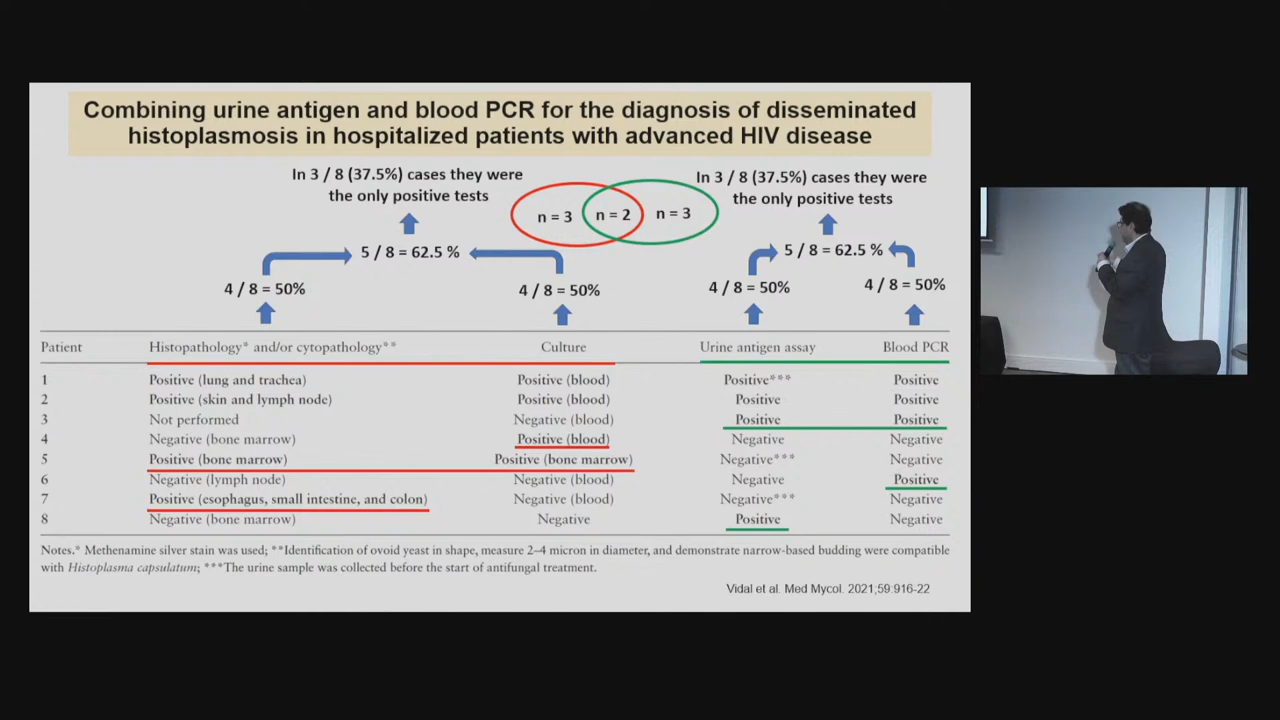 Combining urine antigen and blood PCR for the diagnosis of disseminated
histoplasmosis in hospitalized patients with advanced HIV disease
In 3 / 8 (37.5%) cases they were
the only positive tests
n = 3
n = 2
n = 3
In 3 / 8 (37.5%) cases they were
the only positive tests
5 / 8 = 62.5 %
5 / 8 = 62.5 %
4 / 8 = 50%
4 / 8 = 50%
4 / 8 = 50%
4 / 8 = 50%
Patient Histopathology* and/or cytopathology** Culture Urine antigen assay Blood PCR
1 Positive (lung and trachea) Positive (blood) Positive*** Positive
2 Positive (skin and lymph node) Positive (blood) Positive Positive
3 Not performed Negative (blood) Positive Positive
4 Negative (bone marrow) Positive (blood) Negative Negative
5 Positive (bone marrow) Positive (bone marrow) Negative*** Negative
6 Negative (lymph node) Negative (blood) Negative Positive
7 Positive (esophagus, small intestine, and colon) Negative (blood) Negative*** Negative
8 Negative (bone marrow) Negative Positive Negative
Notes.* Methenamine silver stain was used; **Identification of ovoid yeast in shape, measure 2–4 micron in diameter, and demonstrate narrow-based budding were compatible
with Histoplasma capsulatum; ***The urine sample was collected before the start of antifungal treatment.
Vidal et al. Med Mycol. 2021;59:916-22